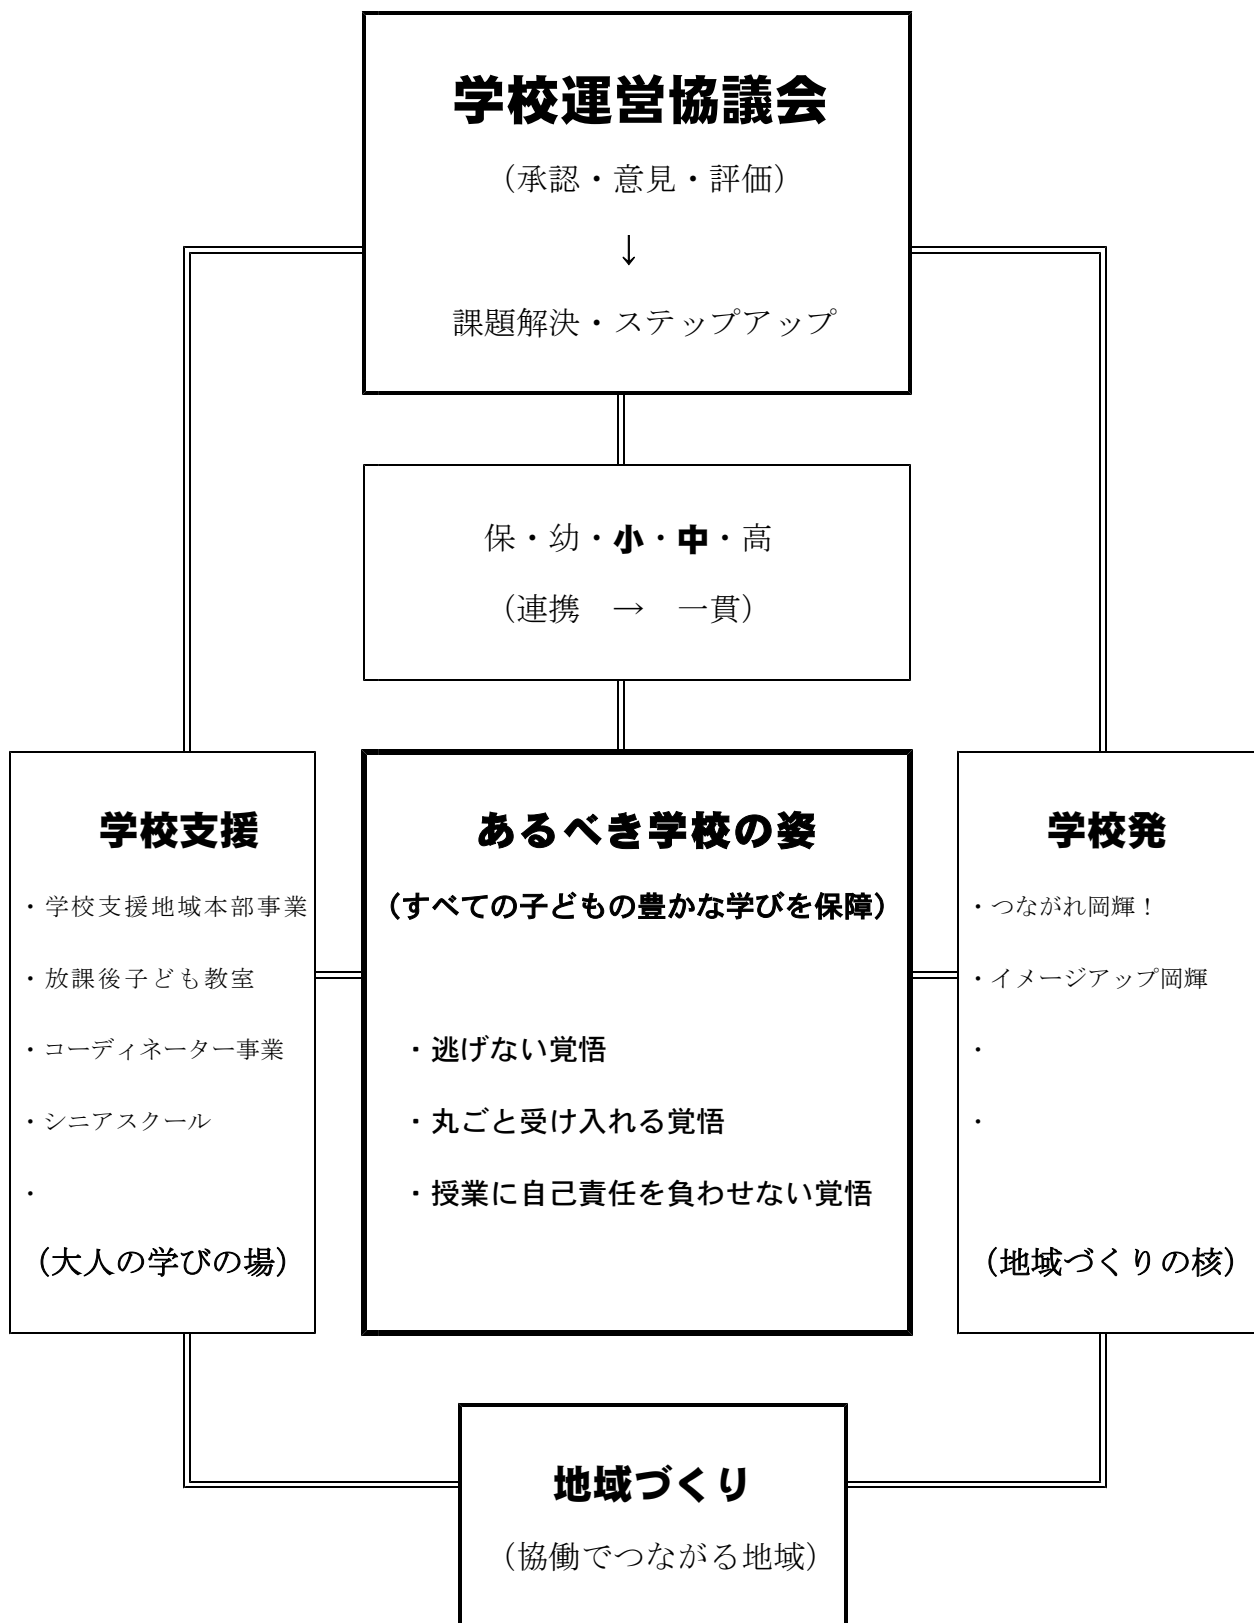 学校運営協議会
（承認・意見・評価）
↓
課題解決・ステップアップ
保・幼・小・中・高
（連携　→　一貫）
学校支援
・学校支援地域本部事業
・放課後子ども教室
・コーディネーター事業
・シニアスクール
・
（大人の学びの場）
あるべき学校の姿
（すべての子どもの豊かな学びを保障）
・逃げない覚悟
・丸ごと受け入れる覚悟
・授業に自己責任を負わせない覚悟
学校発
・つながれ岡輝！
・イメージアップ岡輝
・
・
（地域づくりの核）
地域づくり
（協働でつながる地域）